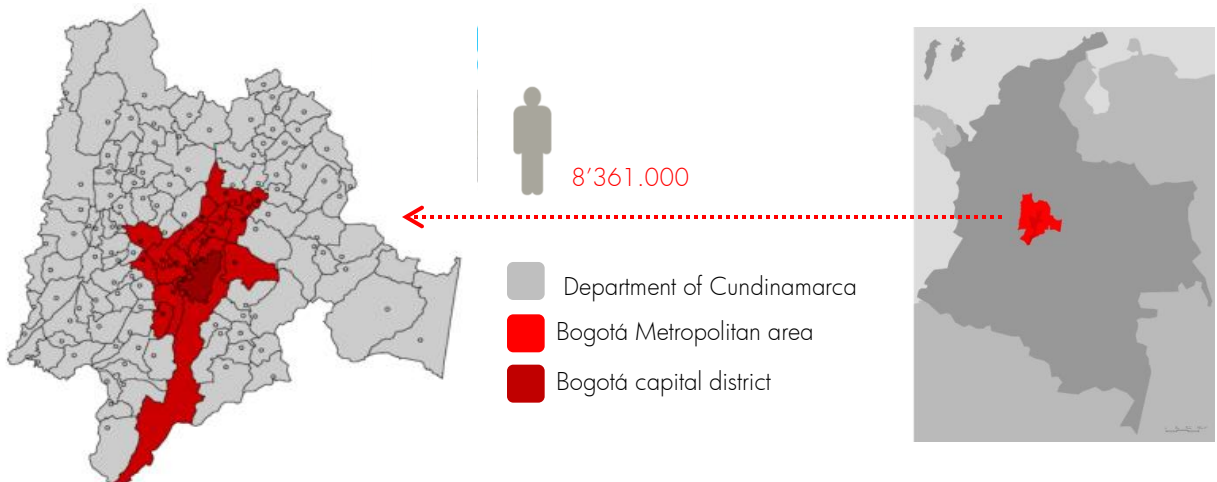 8’361.000
Department of Cundinamarca
Bogotá Metropolitan area
Bogotá capital district